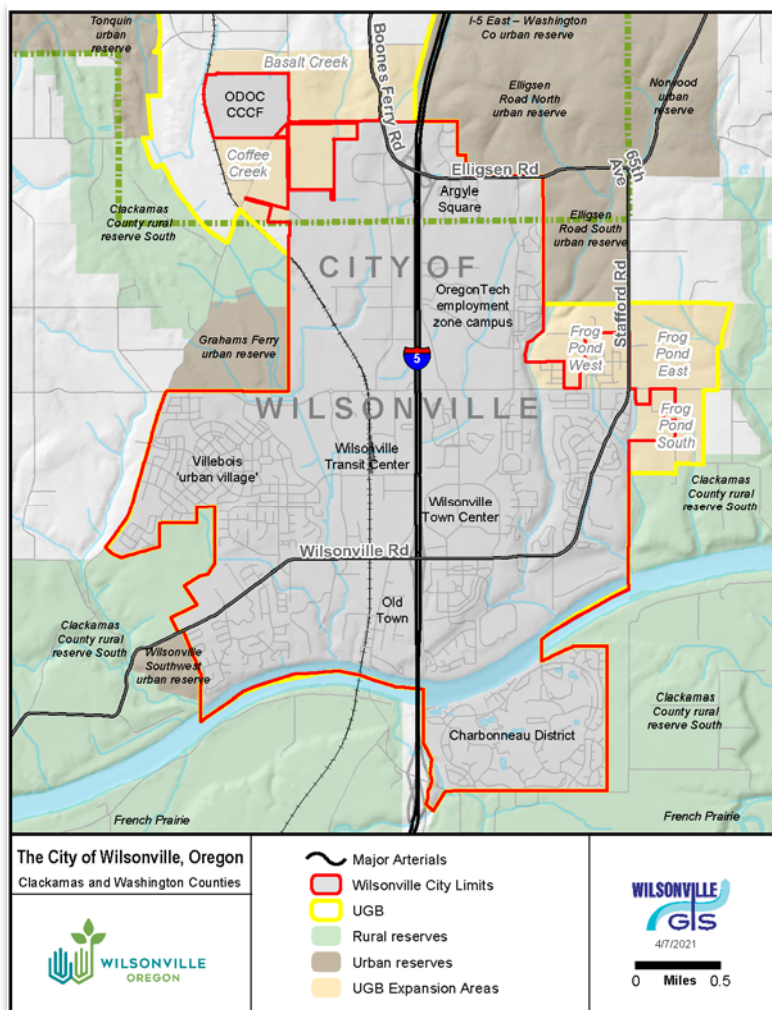 Tonquin
urban
reserve
I-5 East – Washington
Co urban reserve
Basalt Creek
Boones Ferry Rd
ODOC
CCCF
Elligsen
Road North
urban reserve
Norwood
urban
reserve
Coffee
Creek
Elligsen Rd
65th
Ave
Argyle
Square
Clackamas
County rural
reserve South
Elligsen
Road South
urban reserve
CITY OF
OregonTech
employment
zone campus
Stafford Rd
Grahams Ferry
urban reserve
5
Frog
Pond
West
Frog
Pond
East
WILSONVILLE
Frog
Pond
South
Wilsonville
Transit Center
Villebois
'urban village'
Wilsonville
Town Center
Clackamas
County rural
reserve South
Wilsonville Rd
Old
Town
Clackamas
County rural
reserve South
Wilsonville
Southwest
urban reserve
Clackamas
County rural
reserve South
Charbonneau District
French Prairie
French Prairie
The City of Wilsonville, Oregon
Clackamas and Washington Counties
WILSONVILLE
OREGON
Major Arterials
Wilsonville City Limits
UGB
Rural reserves
Urban reserves
UGB Expansion Areas
WILSONVILLE
GIS
4/7/2021
0 Miles 0.5